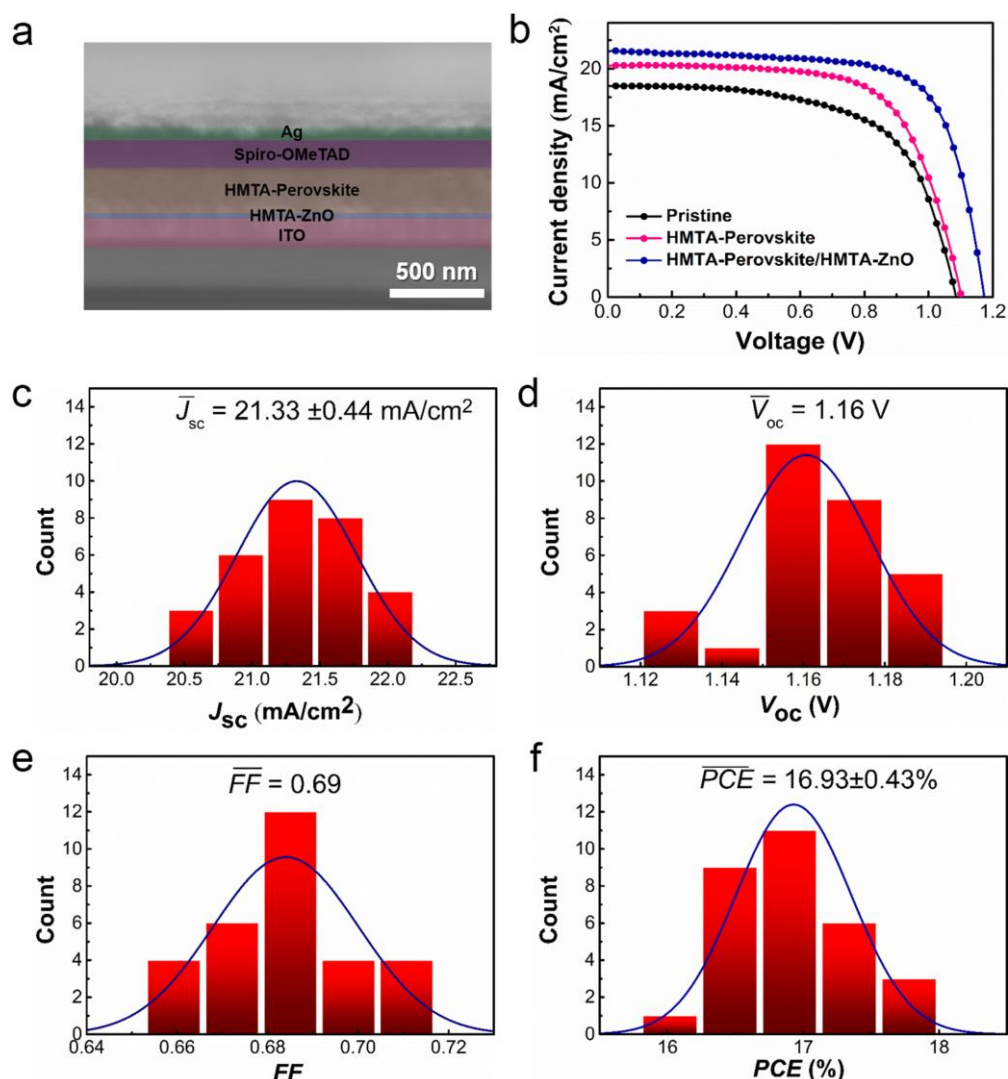 a
Ag
Spiro-OMeTAD
HMTA-Perovskite
HMTA-ZnO
ITO
500 nm
b
Current density (mA/cm²)
20
15
10
5
0
Pristine
HMTA-Perovskite
HMTA-Perovskite/HMTA-ZnO
0.0 0.2 0.4 0.6 0.8 1.0 1.2
Voltage (V)
c
J̅sc = 21.33 ±0.44 mA/cm²
Count
14
12
10
8
6
4
2
0
20.0 20.5 21.0 21.5 22.0 22.5
Jsc (mA/cm²)
d
V̅oc = 1.16 V
Count
14
12
10
8
6
4
2
0
1.12 1.14 1.16 1.18 1.20
Voc (V)
e
F̅F̅ = 0.69
Count
14
12
10
8
6
4
2
0
0.64 0.66 0.68 0.70 0.72
FF
f
P̅C̅E̅ = 16.93±0.43%
Count
14
12
10
8
6
4
2
0
16 17 18
PCE (%)